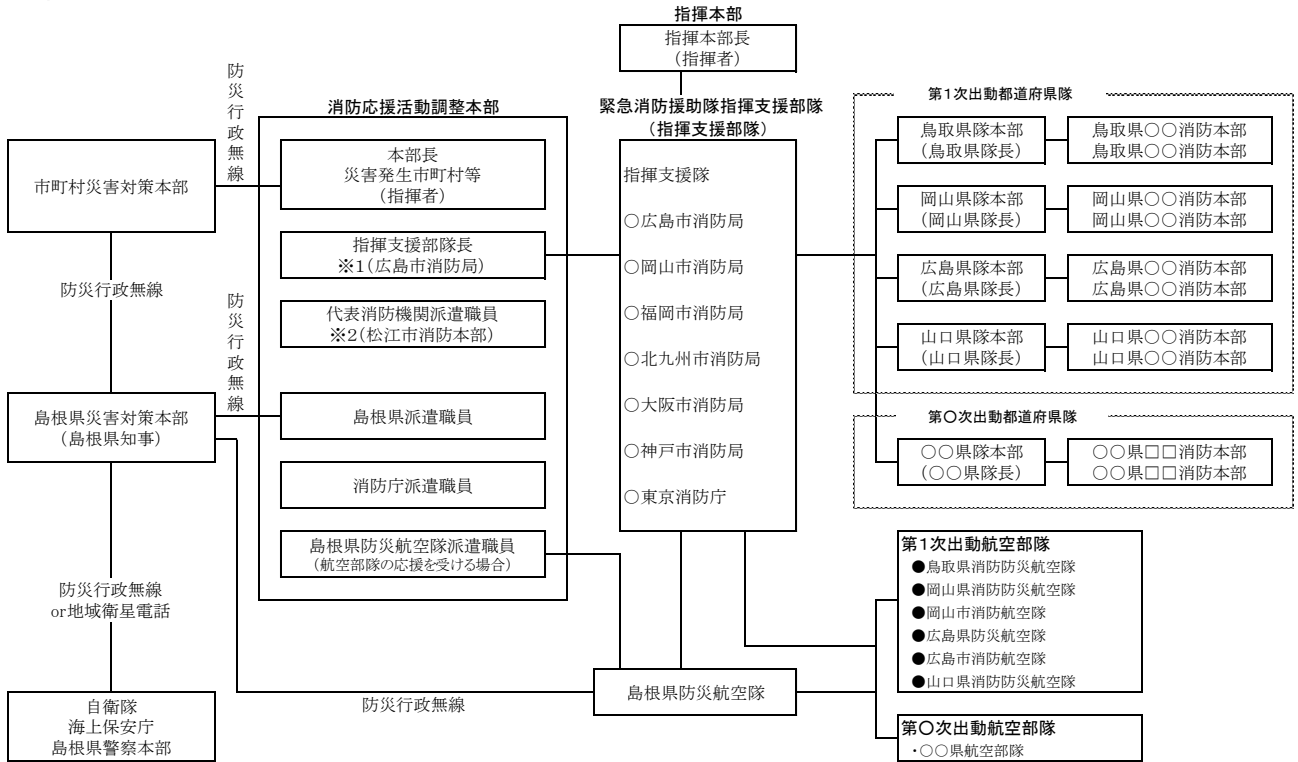 指揮本部
指揮本部長
(指揮者)
防災行政無線
消防応援活動調整本部
緊急消防援助隊指揮支援部隊
(指揮支援部隊)
第1次出動都道府県隊
市町村災害対策本部
本部長
災害発生市町村等
(指揮者)
指揮支援部隊長
※1(広島市消防局)
代表消防機関派遣職員
※2(松江市消防本部)
島根県派遣職員
消防庁派遣職員
島根県防災航空隊派遣職員
(航空部隊の応援を受ける場合)
指揮支援隊
○広島市消防局
○岡山市消防局
○福岡市消防局
○北九州市消防局
○大阪市消防局
○神戸市消防局
○東京消防庁
鳥取県隊本部
(鳥取県隊長)
鳥取県○○消防本部
鳥取県○○消防本部
岡山県隊本部
(岡山県隊長)
岡山県○○消防本部
岡山県○○消防本部
広島県隊本部
(広島県隊長)
広島県○○消防本部
広島県○○消防本部
山口県隊本部
(山口県隊長)
山口県○○消防本部
山口県○○消防本部
第○次出動都道府県隊
○○県隊本部
(○○県隊長)
○○県□□消防本部
○○県□□消防本部
防災行政無線
防災行政無線
島根県災害対策本部
(島根県知事)
防災行政無線
or地域衛星電話
自衛隊
海上保安庁
島根県警察本部
防災行政無線
島根県防災航空隊
第1次出動航空部隊
●鳥取県消防防災航空隊
●岡山県消防防災航空隊
●岡山市消防航空隊
●広島県防災航空隊
●広島市消防航空隊
●山口県消防防災航空隊
第○次出動航空部隊
・○○県航空部隊